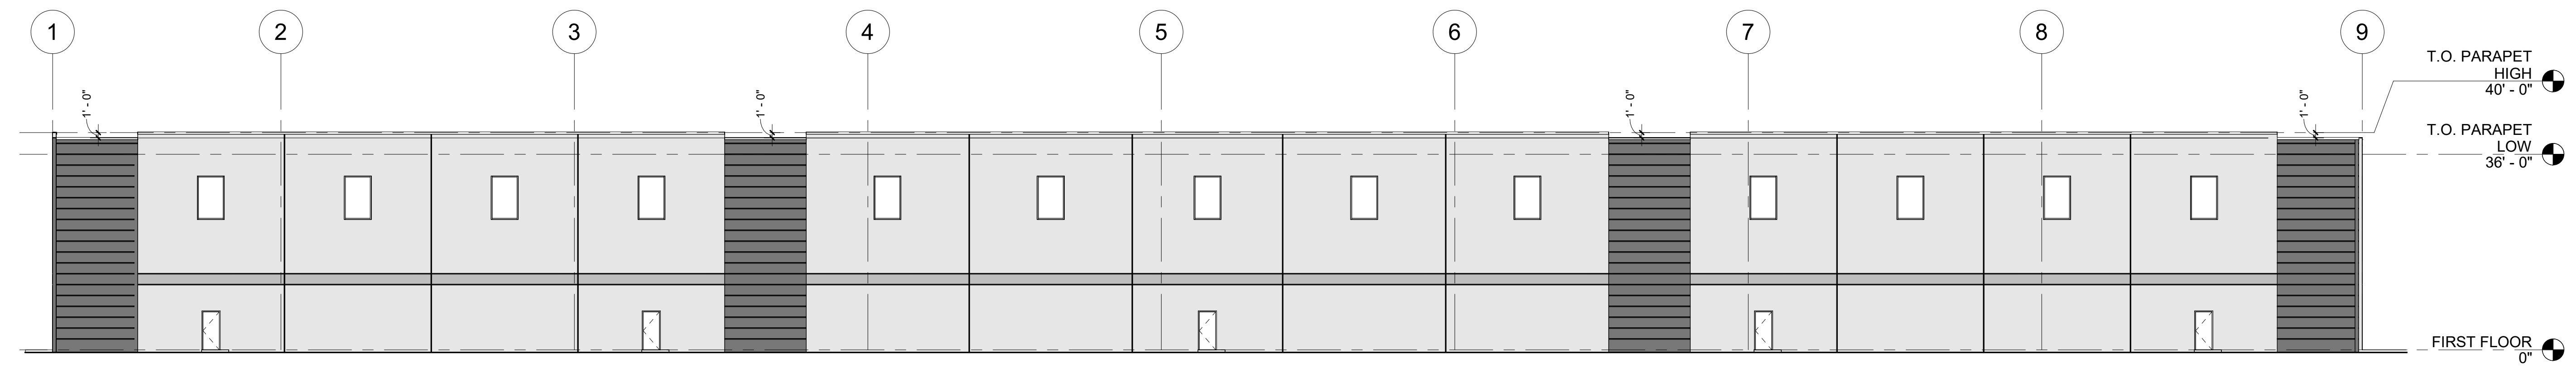 1 2 3 4 5 6 7 8 9
T.O. PARAPET
HIGH
40' - 0"
1' - 0" 1' - 0" 1' - 0" 1' - 0"
T.O. PARAPET
LOW
36' - 0"
FIRST FLOOR
0"